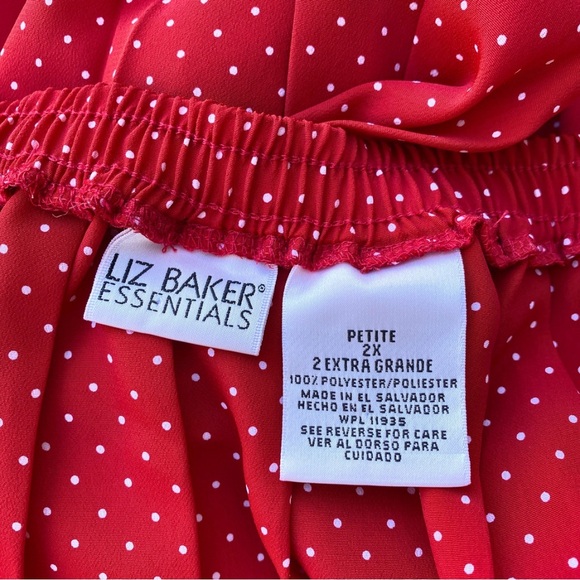 LIZ BAKER®
ESSENTIALS
PETITE
2X
2 EXTRA GRANDE
100% POLYESTER/POLIESTER
MADE IN EL SALVADOR
HECHO EN EL SALVADOR
WPL 11935
SEE REVERSE FOR CARE
VER AL DORSO PARA
CUIDADO